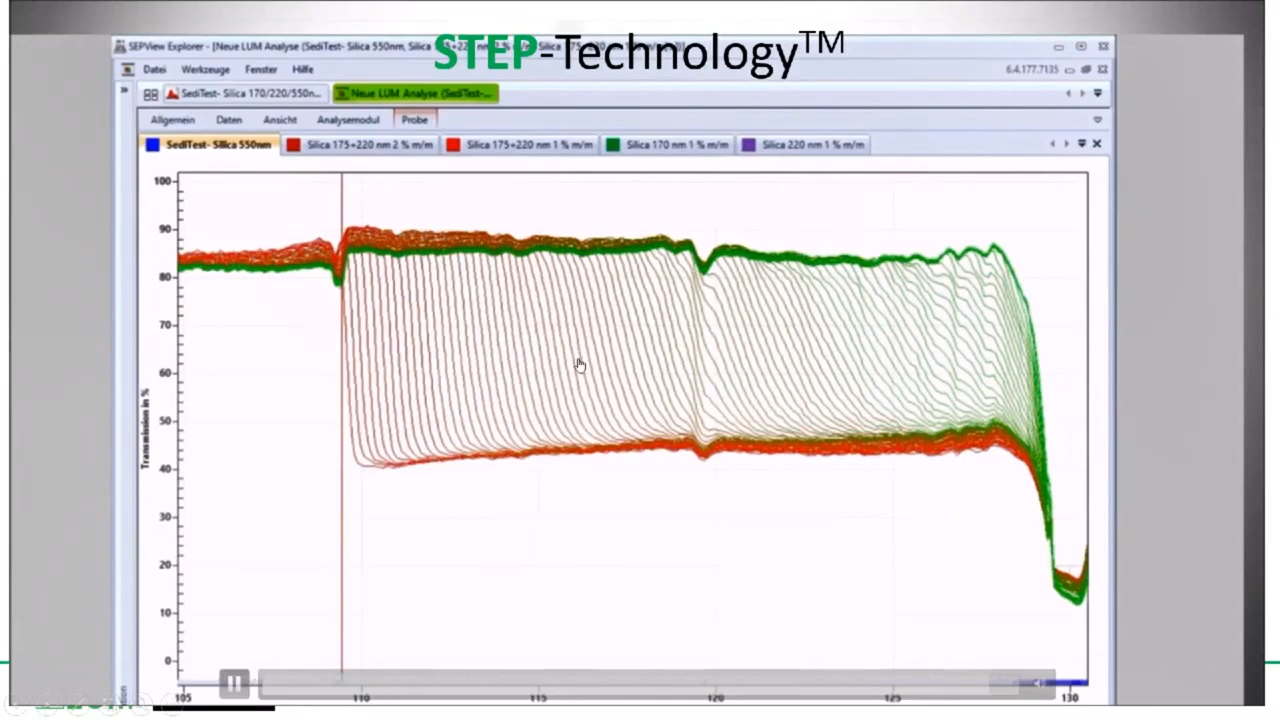 STEP-Technology™
SEPView Explorer - [Neue LUM Analyse (SediTest- Silica 550nm, Silica
Datei Werkzeuge Fenster Hilfe 6.4.177.7135
SediTest- Silica 170/220/550n... Neue LUM Analyse (SediTest-...
Allgemein Daten Ansicht Analysemodul Probe
SediTest- Silica 550nm Silica 175+220 nm 2 % m/m Silica 175+220 nm 1 % m/m Silica 170 nm 1 % m/m Silica 220 nm 1 % m/m
100
90
80
70
60
50
40
30
20
10
0
Transmission in %
105 110 115 120 125 130